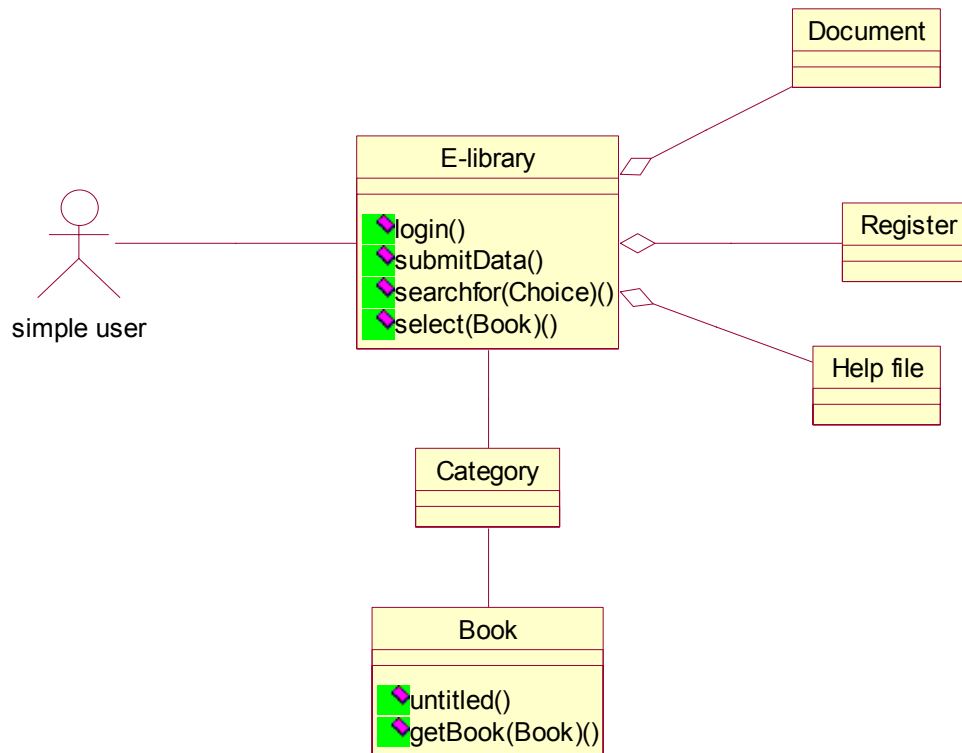 Document
E-library
login()
submitData()
searchfor(Choice)()
select(Book)()
Register
simple user
Help file
Category
Book
untitled()
getBook(Book)()